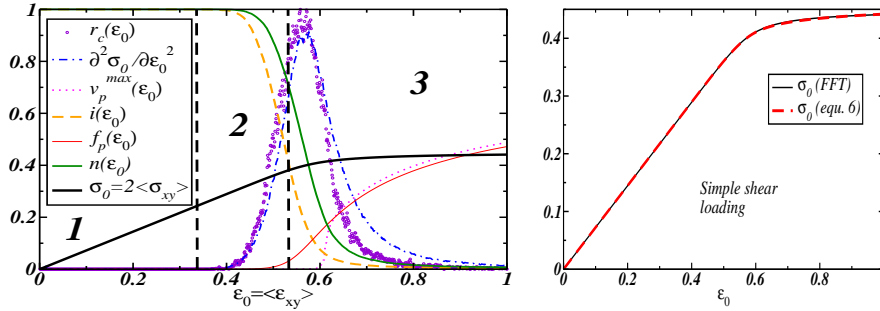 1
0.8
0.6
0.4
0.2
0
r_c(ε_0)
∂^2σ_0/∂ε_0^2
v_p^max(ε_0)
i(ε_0)
f_p(ε_0)
n(ε_0)
σ_0=2<σ_xy>
1
2
3
0 0.2 0.4 0.6 0.8 1
ε_0=<ε_xy>
0.4
0.3
0.2
0.1
0
σ_0 (FFT)
σ_0 (equ. 6)
Simple shear
loading
0 0.2 0.4 0.6 0.8
ε_0